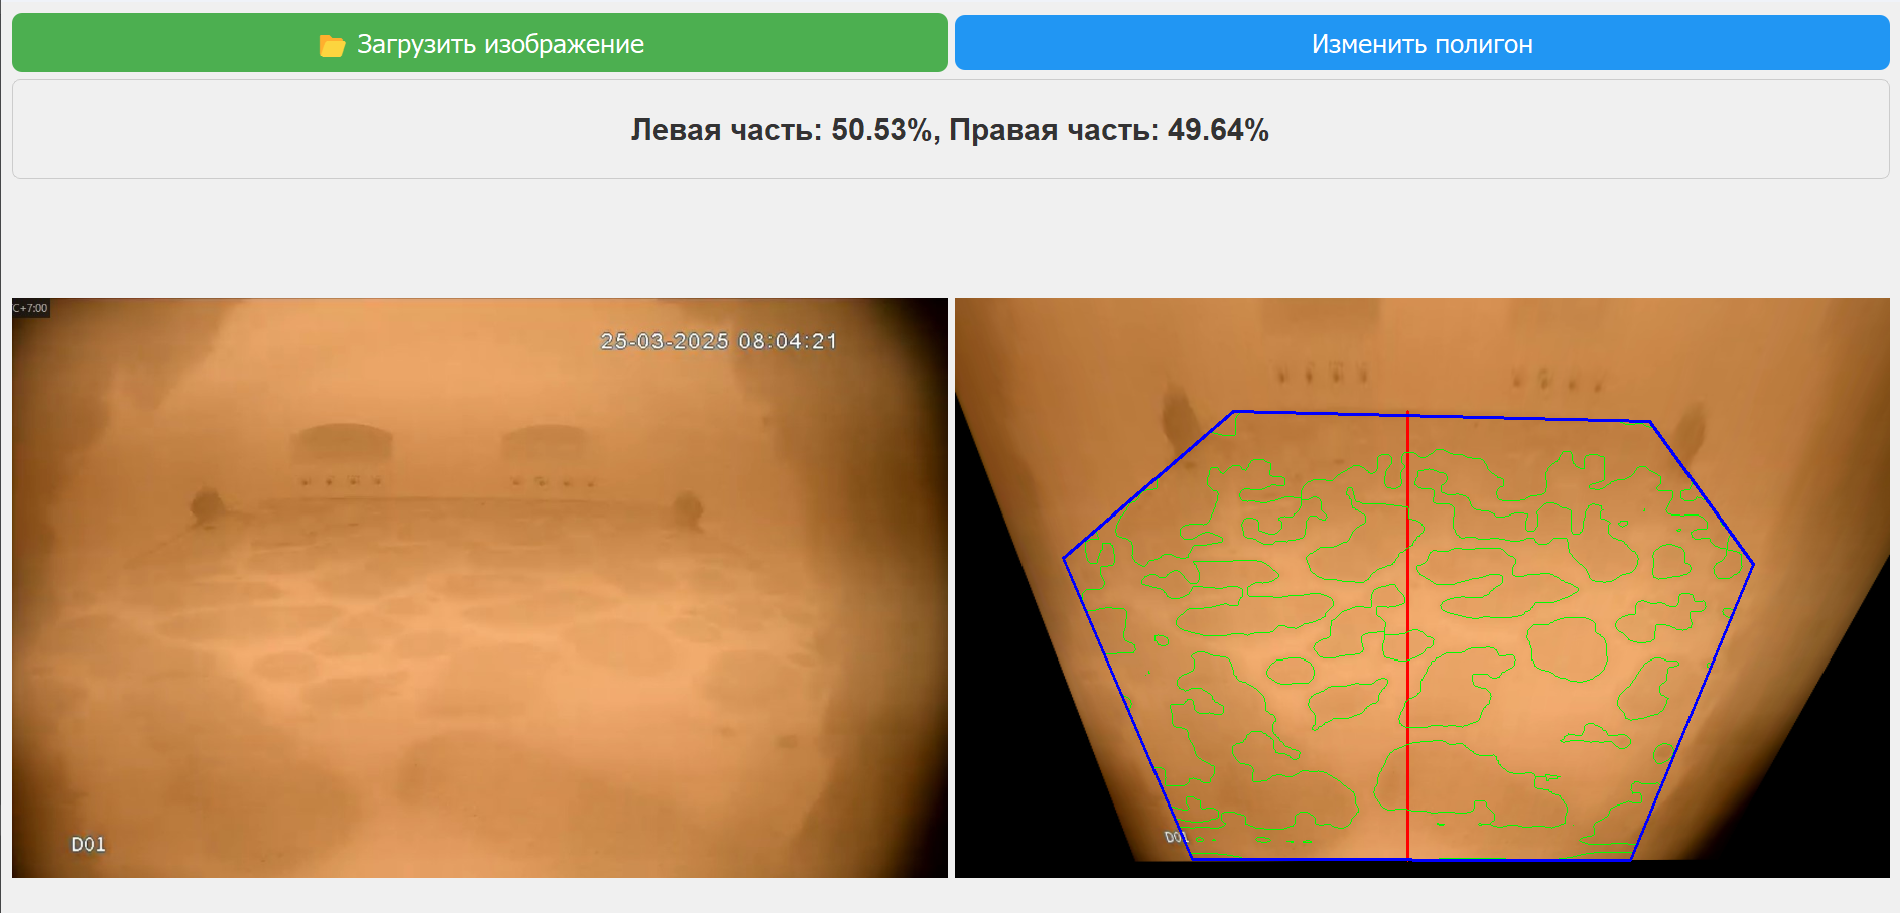 Загрузить изображение
Изменить полигон
Левая часть: 50.53%, Правая часть: 49.64%
C+7:00
25-03-2025 08:04:21
D01
D01